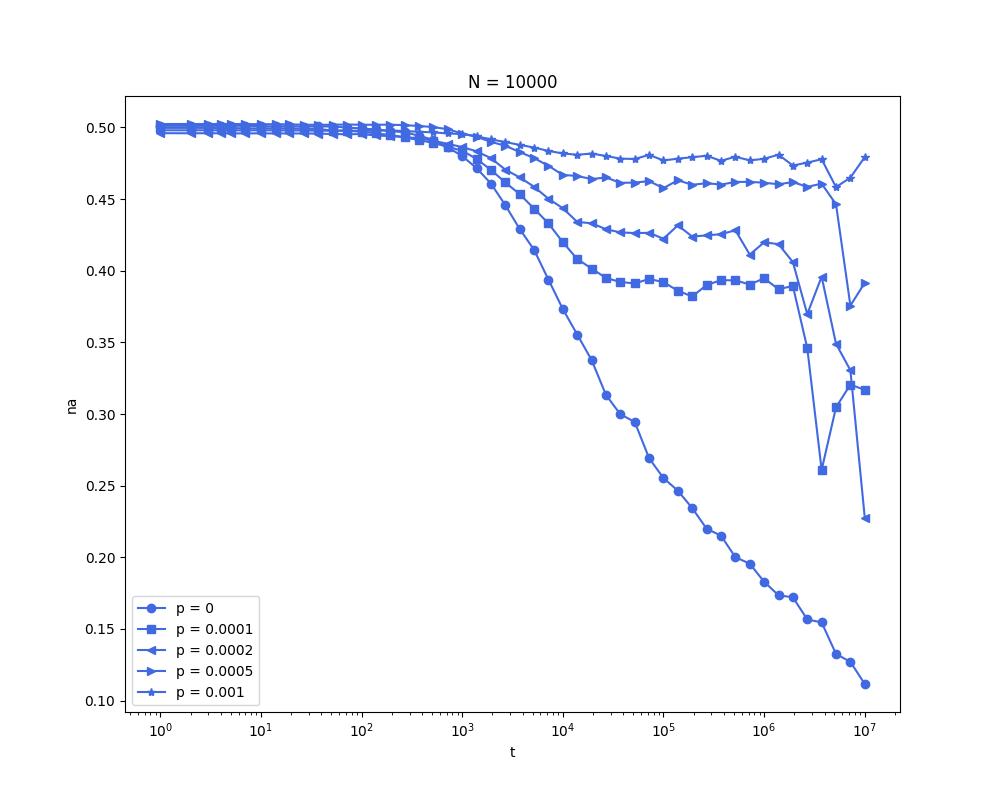 N = 10000
na
0.50
0.45
0.40
0.35
0.30
0.25
0.20
0.15
0.10
p = 0
p = 0.0001
p = 0.0002
p = 0.0005
p = 0.001
10⁰ 10¹ 10² 10³ 10⁴ 10⁵ 10⁶ 10⁷
t